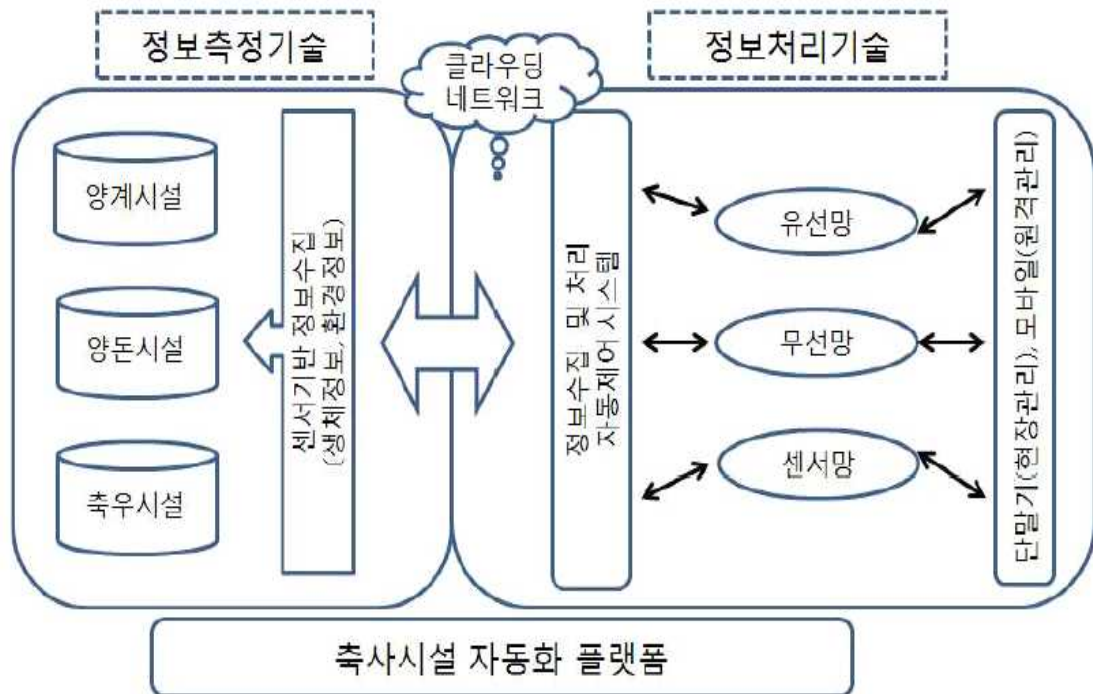 정보측정기술
정보처리기술
클라우딩
네트워크
양계시설
양돈시설
축우시설
센서기반 정보수집
(생체정보, 환경정보)
정보수집 및 처리
자동제어 시스템
유선망
무선망
센서망
단말기(현장관리), 모바일(원격관리)
축사시설 자동화 플랫폼